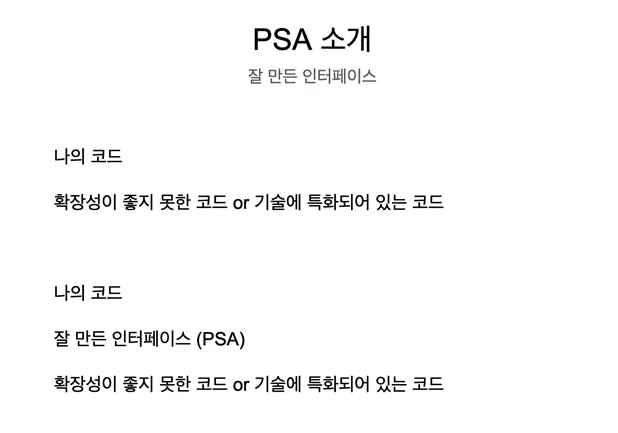 PSA 소개
잘 만든 인터페이스
나의 코드
확장성이 좋지 못한 코드 or 기술에 특화되어 있는 코드
나의 코드
잘 만든 인터페이스 (PSA)
확장성이 좋지 못한 코드 or 기술에 특화되어 있는 코드